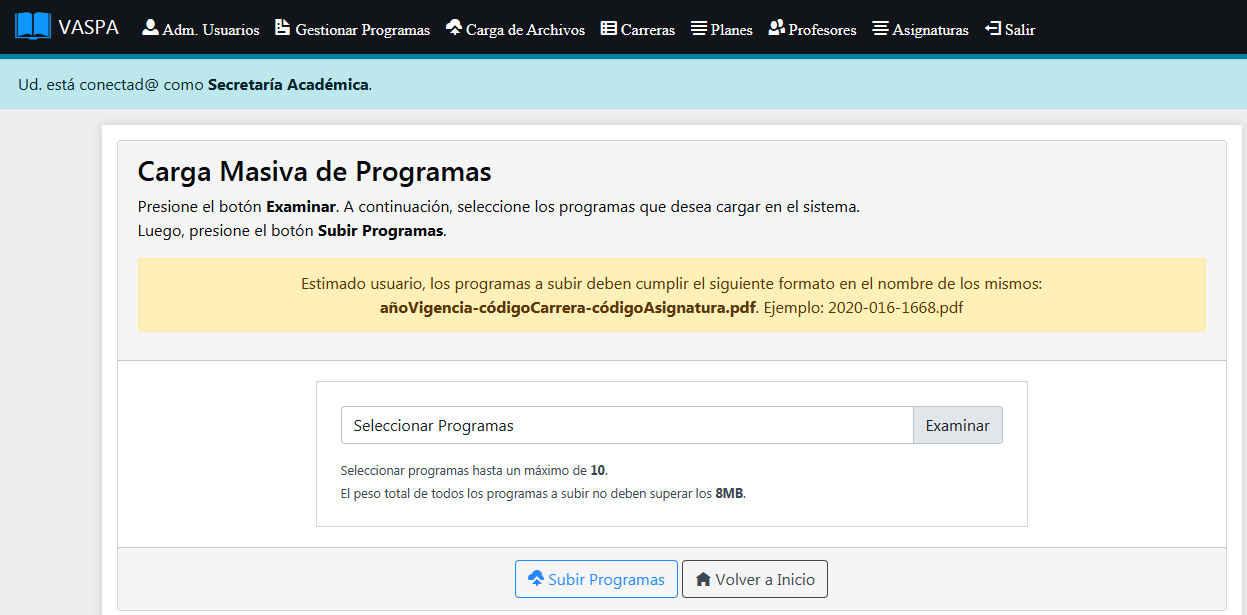 VASPA Adm. Usuarios Gestionar Programas Carga de Archivos Carreras Planes Profesores Asignaturas Salir
Ud. está conectad@ como Secretaría Académica.
Carga Masiva de Programas
Presione el botón Examinar. A continuación, seleccione los programas que desea cargar en el sistema.
Luego, presione el botón Subir Programas.
Estimado usuario, los programas a subir deben cumplir el siguiente formato en el nombre de los mismos:
añoVigencia-códigoCarrera-códigoAsignatura.pdf. Ejemplo: 2020-016-1668.pdf
Seleccionar Programas Examinar
Seleccionar programas hasta un máximo de 10.
El peso total de todos los programas a subir no deben superar los 8MB.
Subir Programas Volver a Inicio